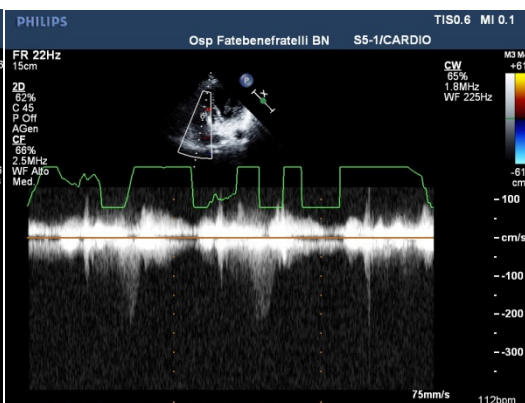 PHILIPS
TIS0.6 MI 0.1
Osp Fatebenefratelli BN S5-1/CARDIO
FR 22Hz
15cm
2D
62%
C 45
P Off
AGen
CF
66%
2.5MHz
WF Alto
Med.
P
CW
65%
1.8MHz
WF 225Hz
+61
-61
-100
-cm/s
-100
-200
-300
75mm/s
112bpm